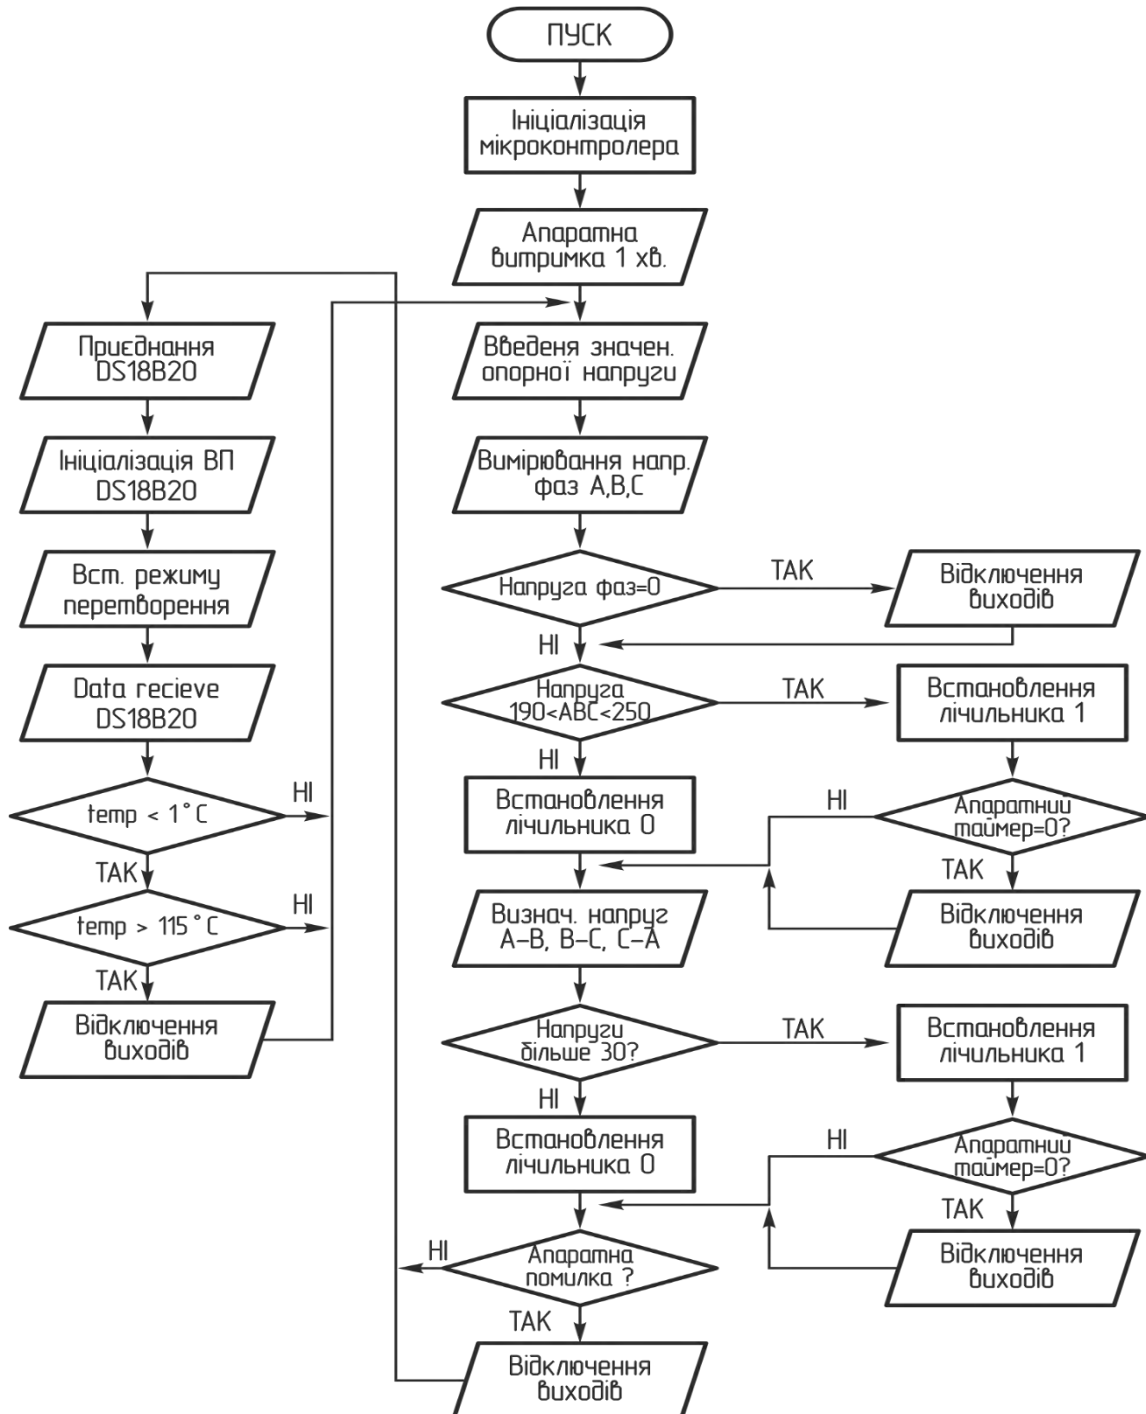 ПУСК
Ініціалізація
мікроконтролера
Апаратна
витримка 1 хв.
Введеня значен.
опорної напруги
Вимірювання напр.
фаз A,B,C
Напруга фаз=0
ТАК
Відключення
виходів
НІ
Напруга
190<ABC<250
ТАК
Встановлення
лічильника 1
НІ
Встановлення
лічильника 0
НІ
Апаратний
таймер=0?
ТАК
Відключення
виходів
Визнач. напруг
A-B, B-C, C-A
Напруги
більше 30?
ТАК
Встановлення
лічильника 1
НІ
Встановлення
лічильника 0
НІ
Апаратний
таймер=0?
ТАК
Відключення
виходів
Апаратна
помилка ?
НІ
ТАК
Відключення
виходів
Приєднання
DS18B20
Ініціалізація ВП
DS18B20
Вст. режиму
перетворення
Data recieve
DS18B20
temp < 1°C
НІ
ТАК
temp > 115°C
НІ
ТАК
Відключення
виходів